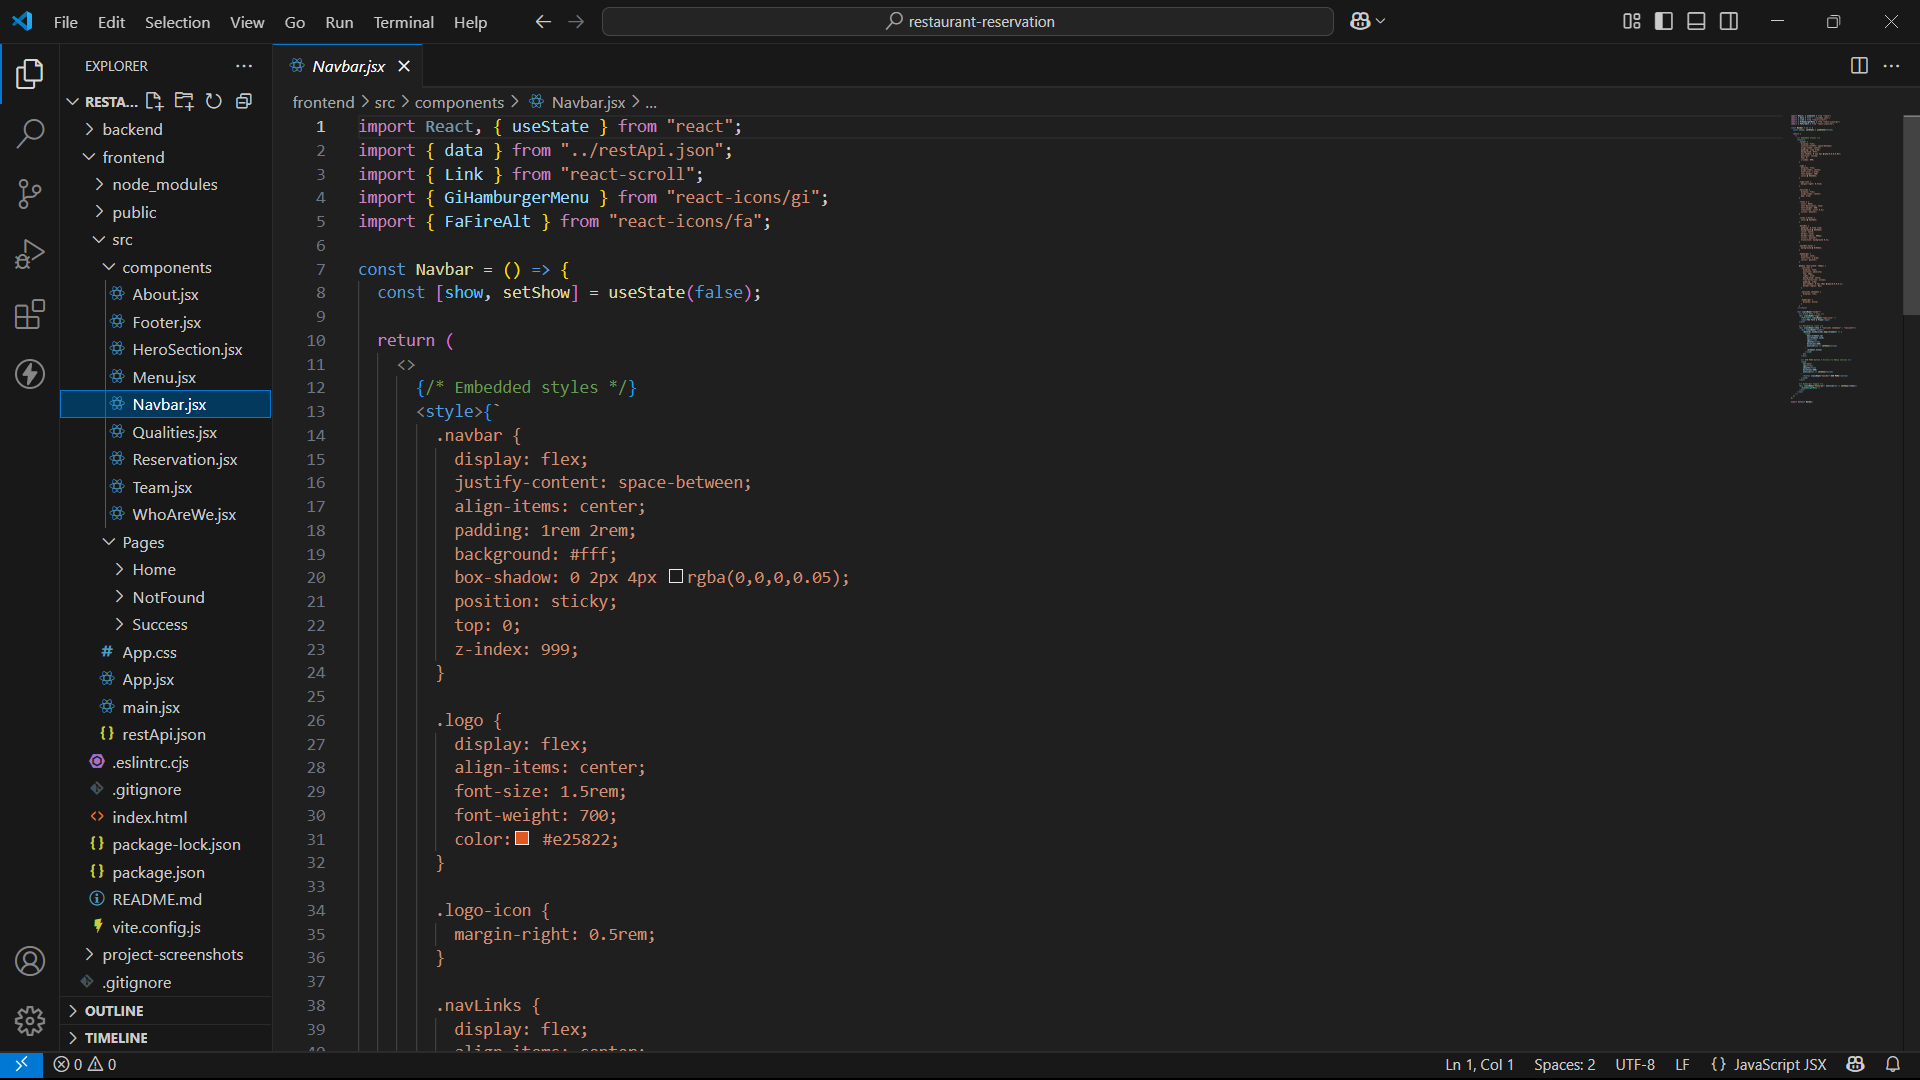 File Edit Selection View Go Run Terminal Help
restaurant-reservation
EXPLORER
RESTA...
backend
frontend
node_modules
public
src
components
About.jsx
Footer.jsx
HeroSection.jsx
Menu.jsx
Navbar.jsx
Qualities.jsx
Reservation.jsx
Team.jsx
WhoAreWe.jsx
Pages
Home
NotFound
Success
App.css
App.jsx
main.jsx
restApi.json
.eslintrc.cjs
.gitignore
index.html
package-lock.json
package.json
README.md
vite.config.js
project-screenshots
.gitignore
OUTLINE
TIMELINE
Navbar.jsx
frontend > src > components > Navbar.jsx > ...
1 import React, { useState } from "react";
2 import { data } from "../restApi.json";
3 import { Link } from "react-scroll";
4 import { GiHamburgerMenu } from "react-icons/gi";
5 import { FaFireAlt } from "react-icons/fa";
6
7 const Navbar = () => {
8 const [show, setShow] = useState(false);
9
10 return (
11 <>
12 {/* Embedded styles */}
13 <style>{`
14 .navbar {
15 display: flex;
16 justify-content: space-between;
17 align-items: center;
18 padding: 1rem 2rem;
19 background: #fff;
20 box-shadow: 0 2px 4px rgba(0,0,0,0.05);
21 position: sticky;
22 top: 0;
23 z-index: 999;
24 }
25
26 .logo {
27 display: flex;
28 align-items: center;
29 font-size: 1.5rem;
30 font-weight: 700;
31 color: #e25822;
32 }
33
34 .logo-icon {
35 margin-right: 0.5rem;
36 }
37
38 .navLinks {
39 display: flex;
40 align-items: center;
0 0
Ln 1, Col 1 Spaces: 2 UTF-8 LF {} JavaScript JSX